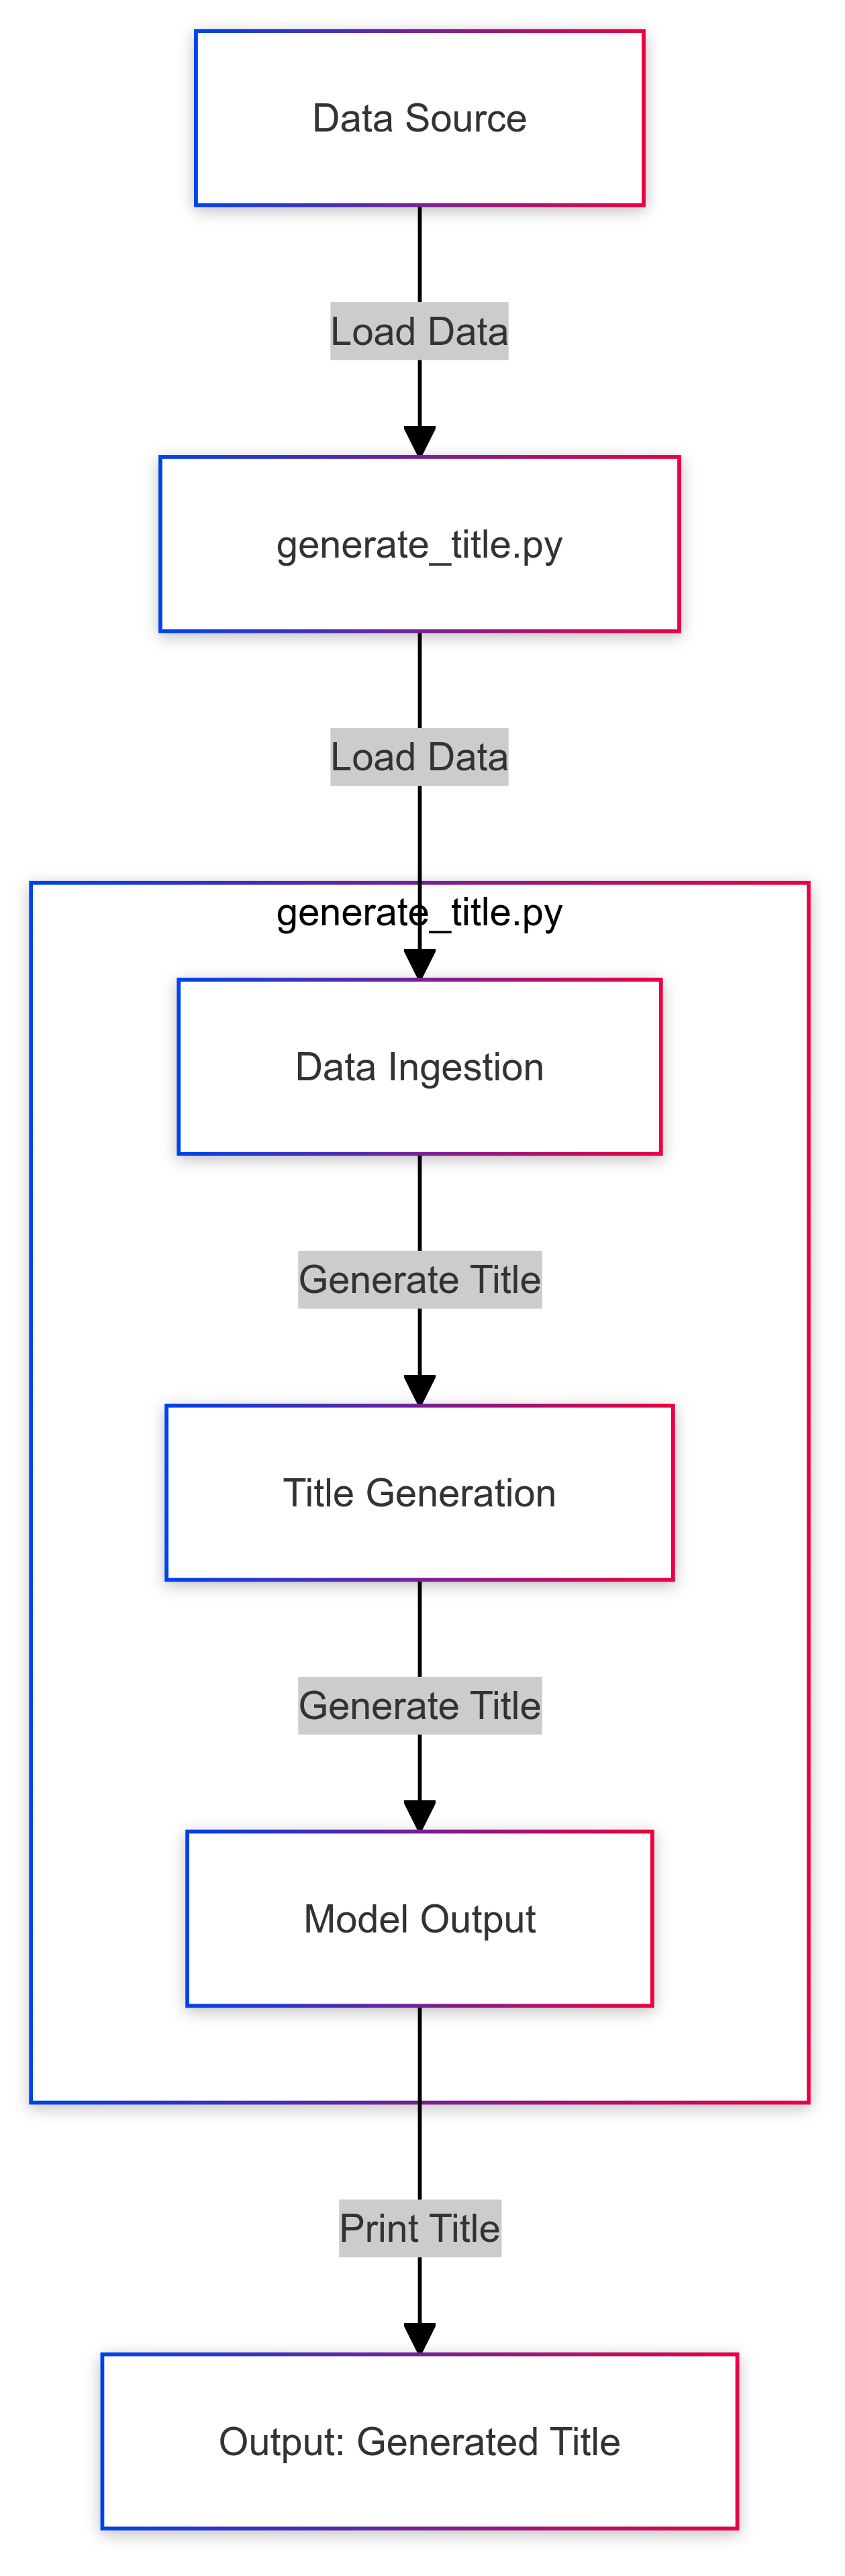 Data Source
Load Data
generate_title.py
Load Data
generate_title.py
Data Ingestion
Generate Title
Title Generation
Generate Title
Model Output
Print Title
Output: Generated Title